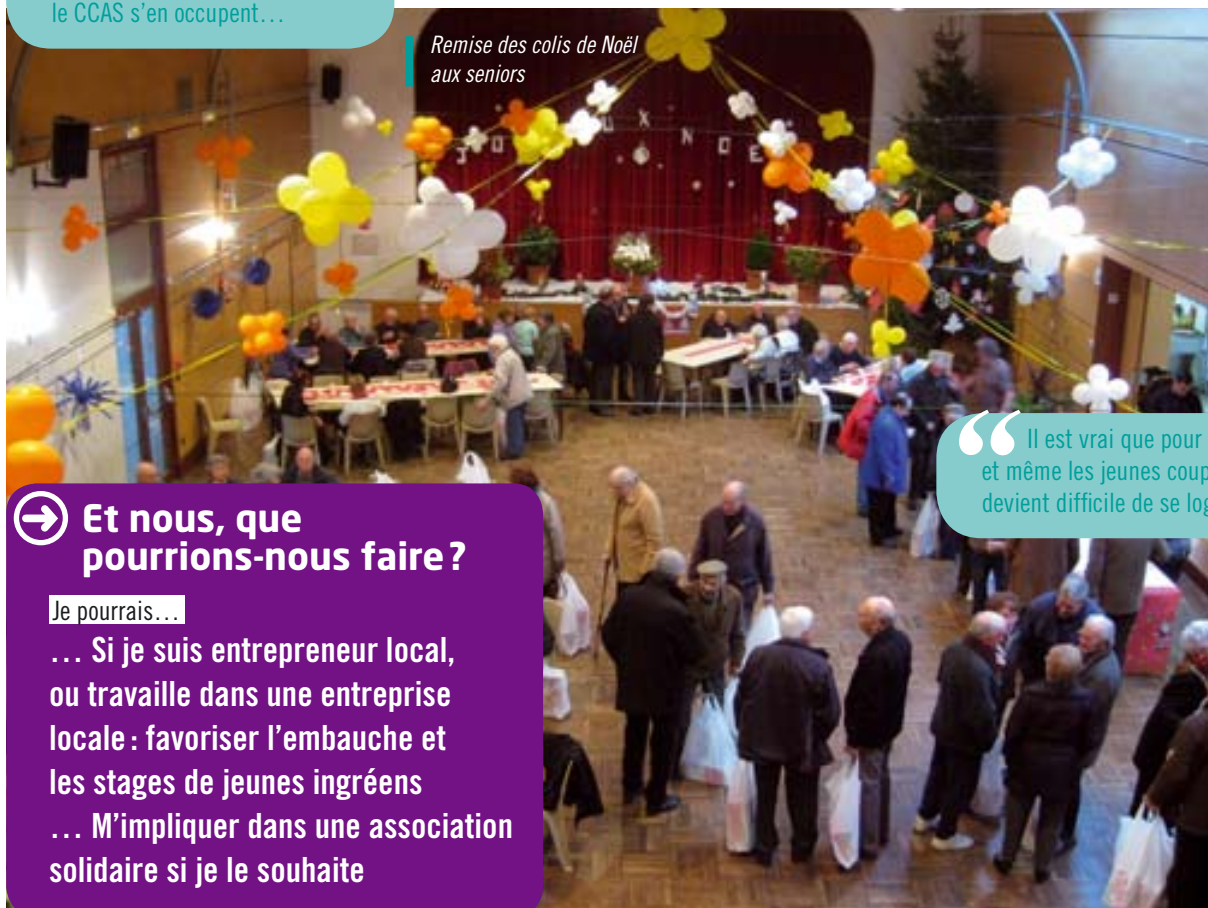 le CCAS s'en occupent…
Remise des colis de Noël
aux seniors
JO UX NOE
Il est vrai que pour
et même les jeunes coup
devient difficile de se log
Et nous, que
pourrions-nous faire ?
Je pourrais…
… Si je suis entrepreneur local,
ou travaille dans une entreprise
locale : favoriser l'embauche et
les stages de jeunes ingréens
… M'impliquer dans une association
solidaire si je le souhaite